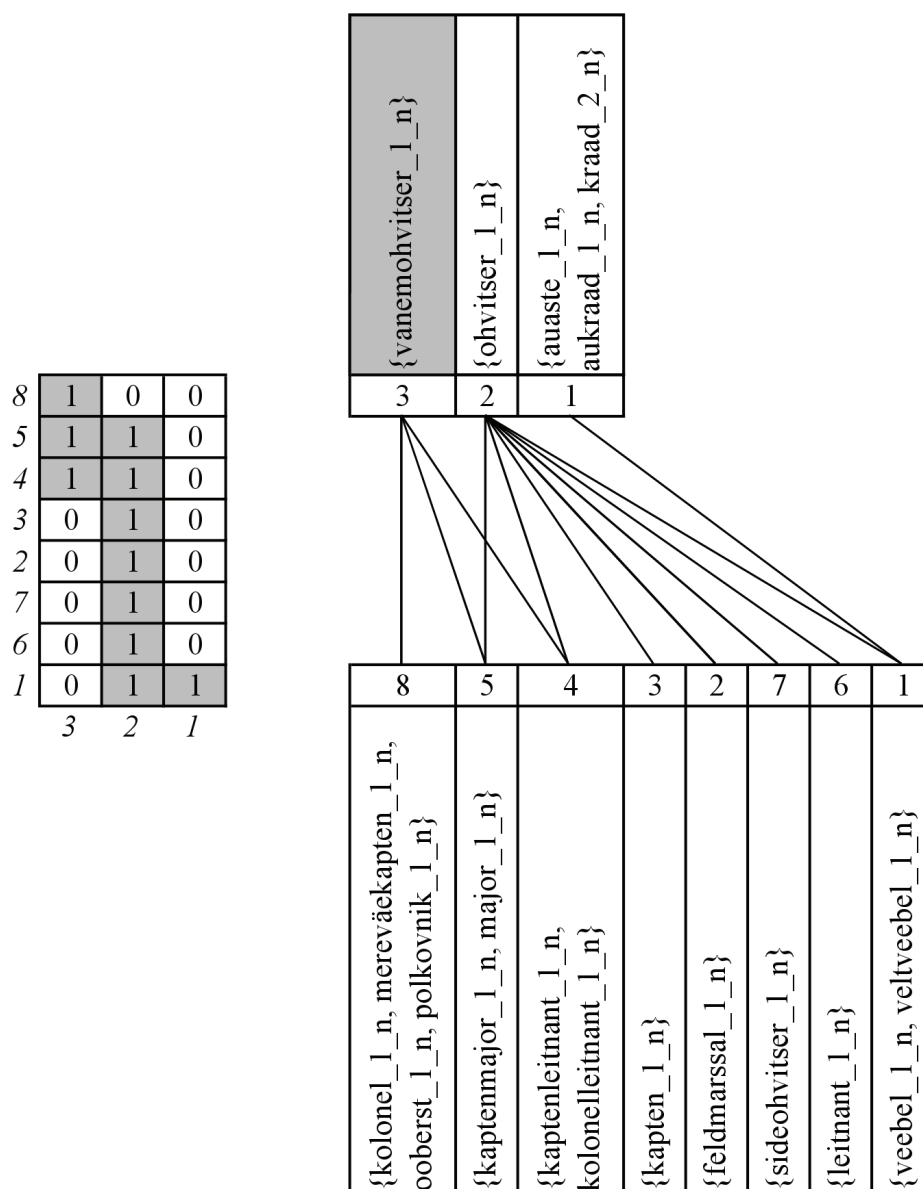 {vanemohvitser_1_n}
{ohvitser_1_n}
{auaste_1_n,
aukraad_1_n, kraad_2_n}
3 2 1
8 1 0 0
5 1 1 0
4 1 1 0
3 0 1 0
2 0 1 0
7 0 1 0
6 0 1 0
1 0 1 1
3 2 1
8 5 4 3 2 7 6 1
{kolonel_1_n, mereväekapten_1_n,
ooberst_1_n, polkovnik_1_n}
{kaptenmajor_1_n, major_1_n}
{kaptenleitnant_1_n,
kolonelleitnant_1_n}
{kapten_1_n}
{feldmarssal_1_n}
{sideohvitser_1_n}
{leitnant_1_n}
{veebel_1_n, veltveebel_1_n}